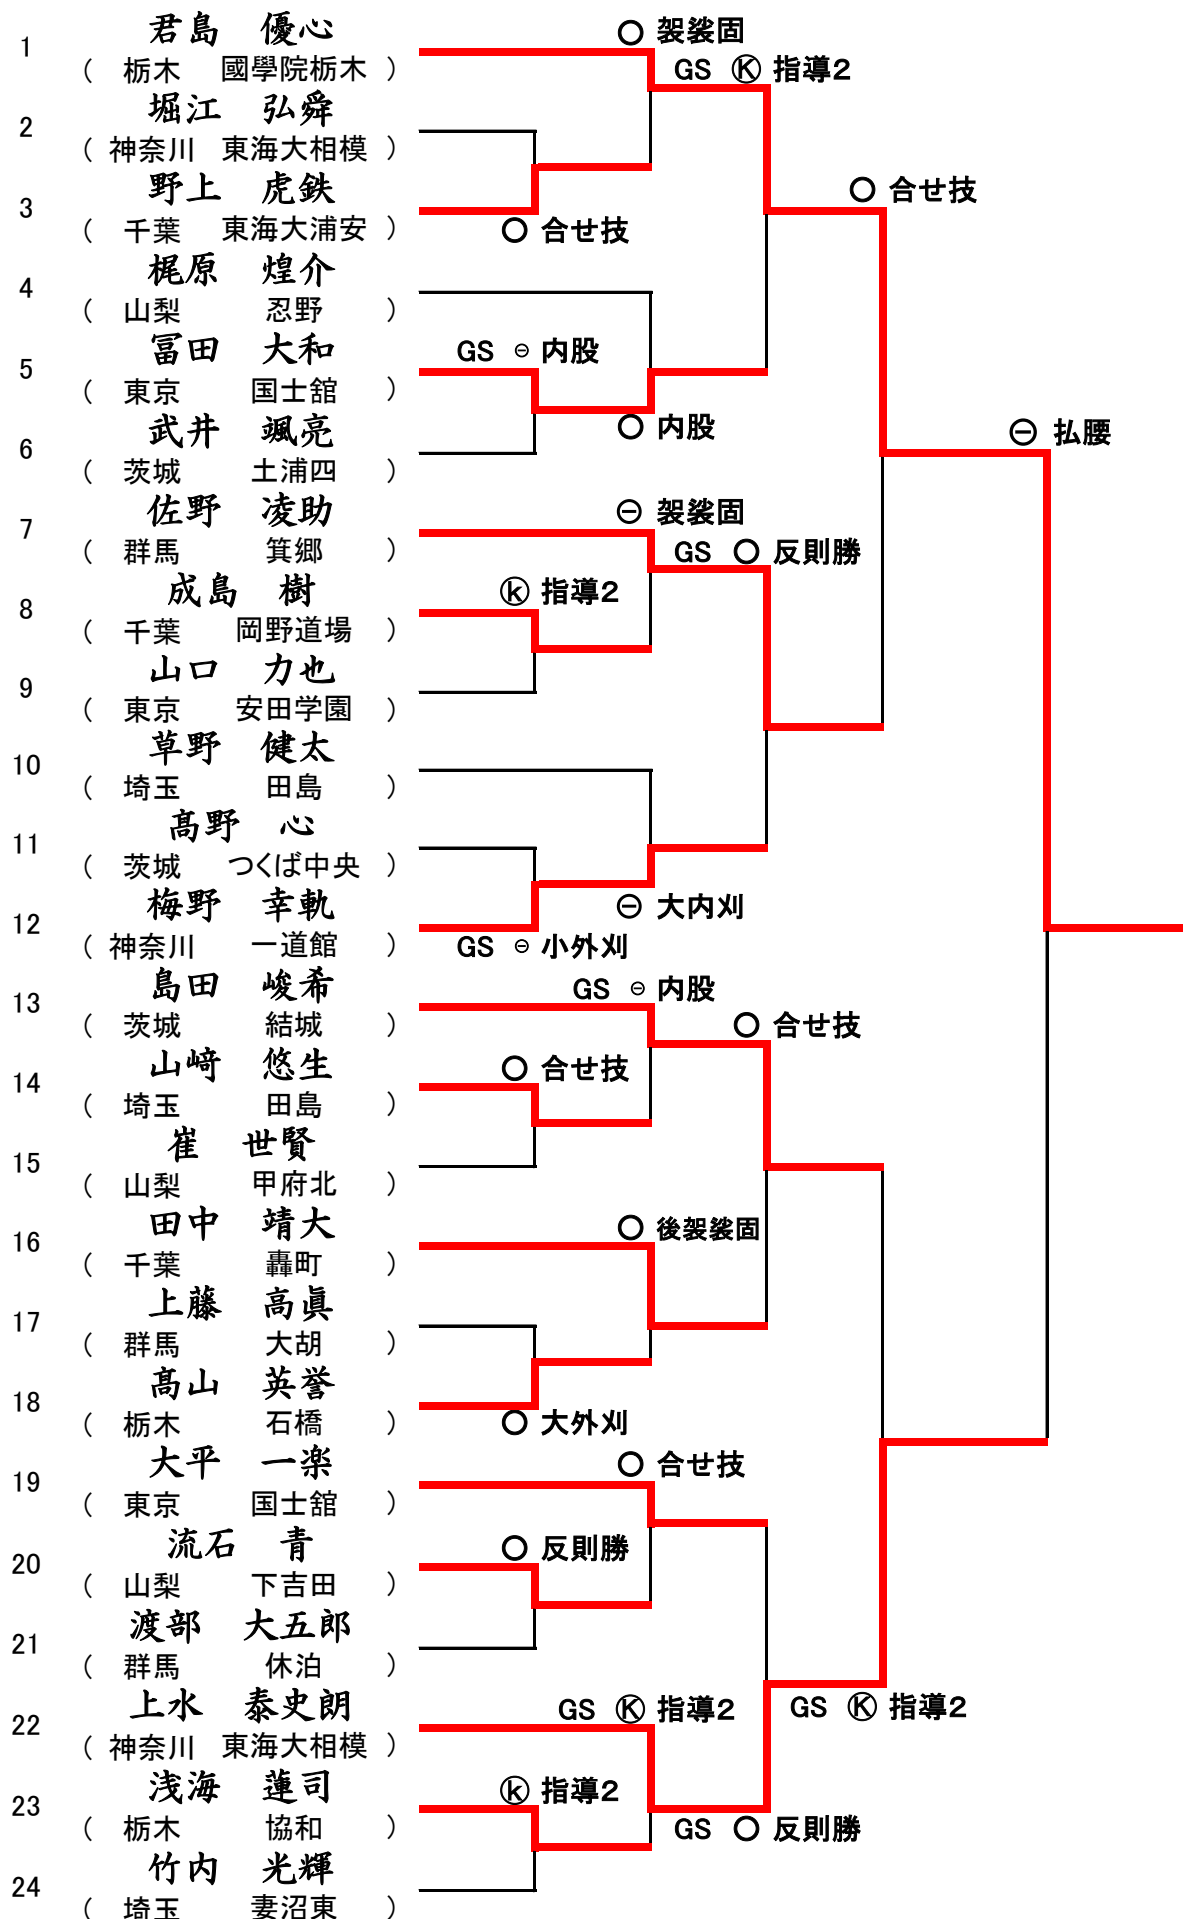 君島　優心
○ 袈裟固
1
( 栃木　國學院栃木 )
GS Ⓚ 指導2
堀江　弘舜
2
( 神奈川　東海大相模 )
野上　虎鉄
○ 合せ技
3
( 千葉　東海大浦安 )
○ 合せ技
梶原　煌介
4
( 山梨　忍野 )
冨田　大和
GS ⊖ 内股
5
( 東京　国士舘 )
武井　颯亮
○ 内股
⊖ 払腰
6
( 茨城　土浦四 )
佐野　凌助
⊖ 袈裟固
7
( 群馬　箕郷 )
GS ○ 反則勝
成島　樹
ⓚ 指導2
8
( 千葉　岡野道場 )
山口　力也
9
( 東京　安田学園 )
草野　健太
10
( 埼玉　田島 )
髙野　心
11
( 茨城　つくば中央 )
梅野　幸軌
⊖ 大内刈
12
( 神奈川　一道館 )
GS ⊖ 小外刈
島田　峻希
GS ⊖ 内股
13
( 茨城　結城 )
○ 合せ技
山﨑　悠生
○ 合せ技
14
( 埼玉　田島 )
崔　世賢
15
( 山梨　甲府北 )
田中　靖大
○ 後袈裟固
16
( 千葉　轟町 )
上藤　高眞
17
( 群馬　大胡 )
髙山　英誉
18
( 栃木　石橋 )
○ 大外刈
大平　一楽
○ 合せ技
19
( 東京　国士舘 )
流石　青
○ 反則勝
20
( 山梨　下吉田 )
渡部　大五郎
21
( 群馬　休泊 )
上水　泰史朗
GS Ⓚ 指導2
GS Ⓚ 指導2
22
( 神奈川　東海大相模 )
浅海　蓮司
ⓚ 指導2
23
( 栃木　協和 )
GS ○ 反則勝
竹内　光輝
24
( 埼玉　妻沼東 )